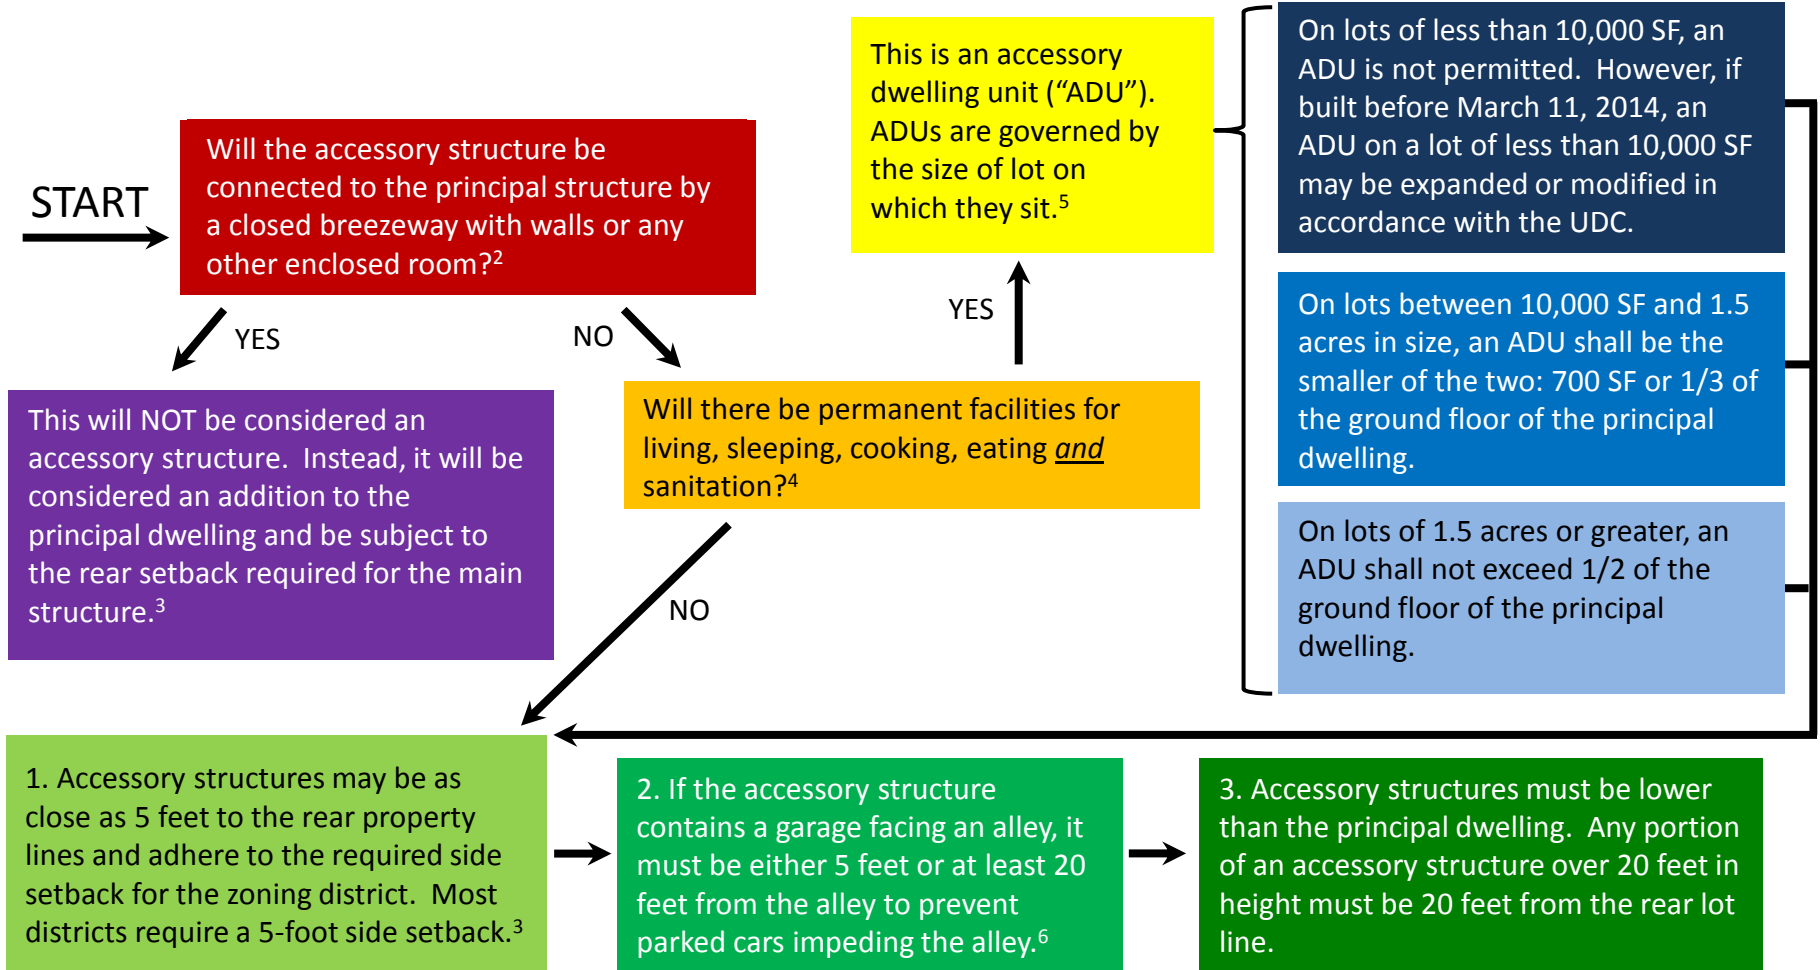 START
Will the accessory structure be
connected to the principal structure by
a closed breezeway with walls or any
other enclosed room?2
YES
NO
This will NOT be considered an
accessory structure.  Instead, it will be
considered an addition to the
principal dwelling and be subject to
the rear setback required for the main
structure.3
Will there be permanent facilities for
living, sleeping, cooking, eating and
sanitation?4
YES
NO
This is an accessory
dwelling unit (“ADU”).
ADUs are governed by
the size of lot on
which they sit.5
On lots of less than 10,000 SF, an
ADU is not permitted.  However, if
built before March 11, 2014, an
ADU on a lot of less than 10,000 SF
may be expanded or modified in
accordance with the UDC.
On lots between 10,000 SF and 1.5
acres in size, an ADU shall be the
smaller of the two: 700 SF or 1/3 of
the ground floor of the principal
dwelling.
On lots of 1.5 acres or greater, an
ADU shall not exceed 1/2 of the
ground floor of the principal
dwelling.
1. Accessory structures may be as
close as 5 feet to the rear property
lines and adhere to the required side
setback for the zoning district.  Most
districts require a 5-foot side setback.3
2. If the accessory structure
contains a garage facing an alley, it
must be either 5 feet or at least 20
feet from the alley to prevent
parked cars impeding the alley.6
3. Accessory structures must be lower
than the principal dwelling.  Any portion
of an accessory structure over 20 feet in
height must be 20 feet from the rear lot
line.